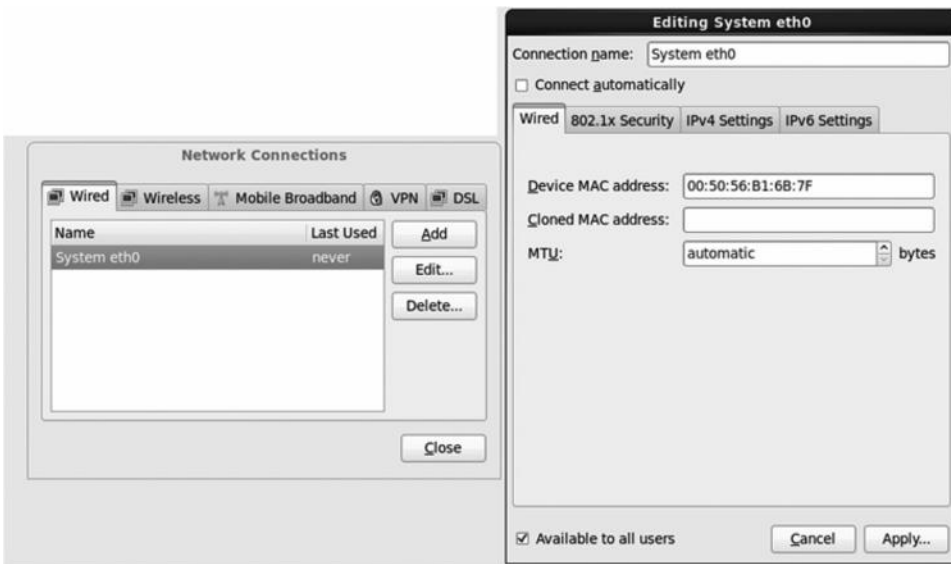 Network Connections
Wired Wireless Mobile Broadband VPN DSL
Name Last Used
System eth0 never
Add
Edit...
Delete...
Close
Editing System eth0
Connection name: System eth0
Connect automatically
Wired 802.1x Security IPv4 Settings IPv6 Settings
Device MAC address: 00:50:56:B1:6B:7F
Cloned MAC address:
MTU: automatic bytes
Available to all users
Cancel Apply...